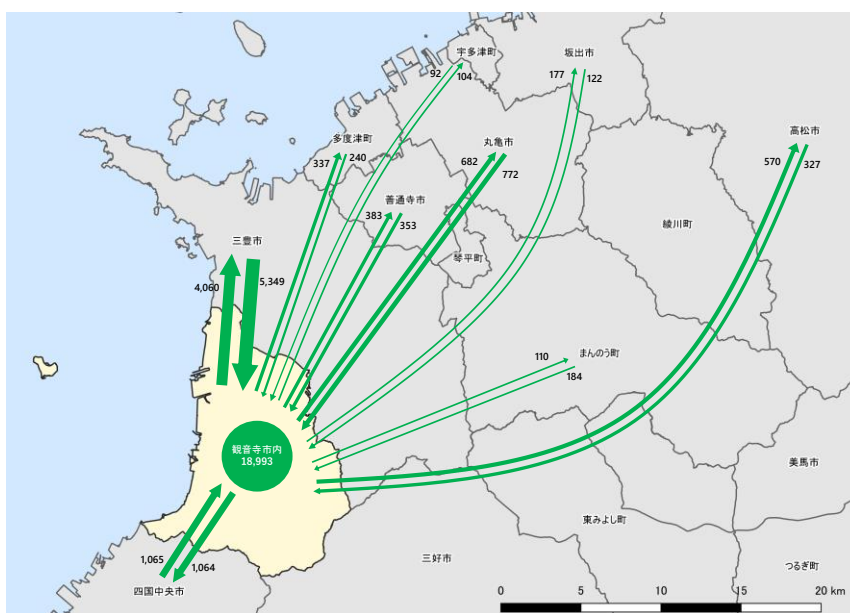 宇多津町
92
104
坂出市
177
122
高松市
570
327
多度津町
337
240
丸亀市
682
772
善通寺市
383
353
綾川町
三豊市
4,060
5,349
琴平町
まんのう町
110
184
観音寺市内
18,993
美馬市
東みよし町
1,065
1,064
四国中央市
三好市
つるぎ町
0 5 10 15 20 km